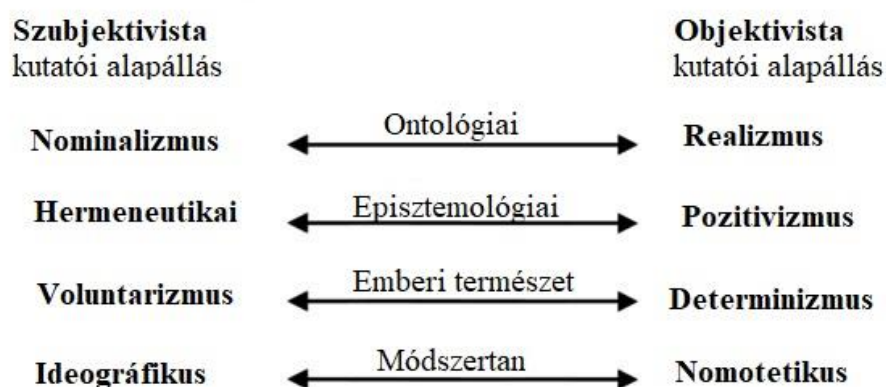 Szubjektivista
kutatói alapállás
Objektivista
kutatói alapállás
Nominalizmus Ontológiai Realizmus
Hermeneutikai Episztemológiai Pozitivizmus
Voluntarizmus Emberi természet Determinizmus
Ideográfikus Módszertan Nomotetikus